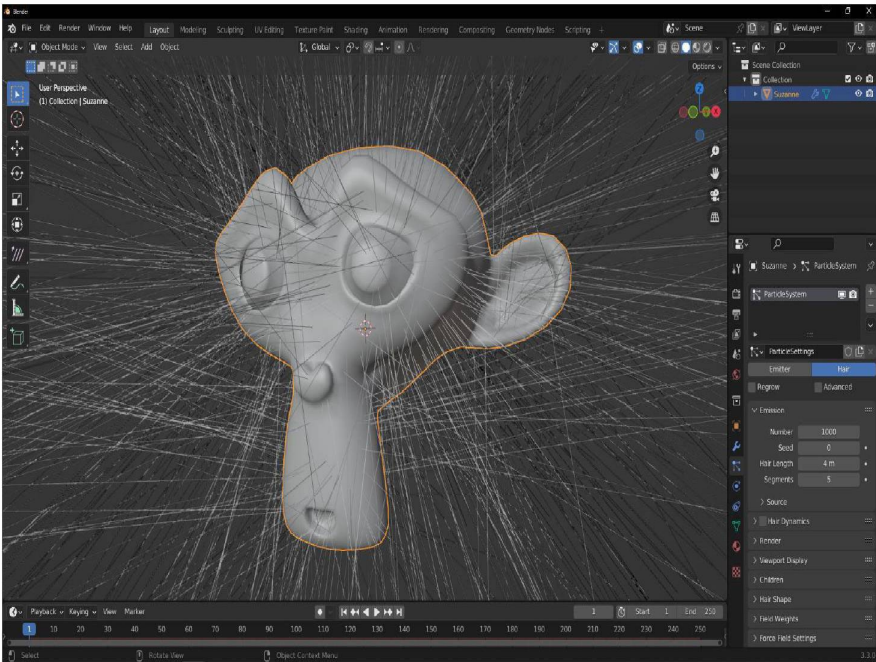 Blender
File Edit Render Window Help Layout Modeling Sculpting UV Editing Texture Paint Shading Animation Rendering Compositing Geometry Nodes Scripting + Scene ViewLayer
Object Mode View Select Add Object Global
Options
User Perspective
(1) Collection | Suzanne
Z
Scene Collection
Collection
Suzanne
Suzanne > ParticleSystem
ParticleSystem
ParticleSettings
Emitter Hair
Regrow Advanced
Emission
Number 1000
Seed 0
Hair Length 4 m
Segments 5
Source
Hair Dynamics
Render
Viewport Display
Children
Hair Shape
Field Weights
Force Field Settings
Playback Keying View Marker 1 Start 1 End 250
1 10 20 30 40 50 60 70 80 90 100 110 120 130 140 150 160 170 180 190 200 210 220 230 240 250
Select Rotate View Object Context Menu 3.3.0